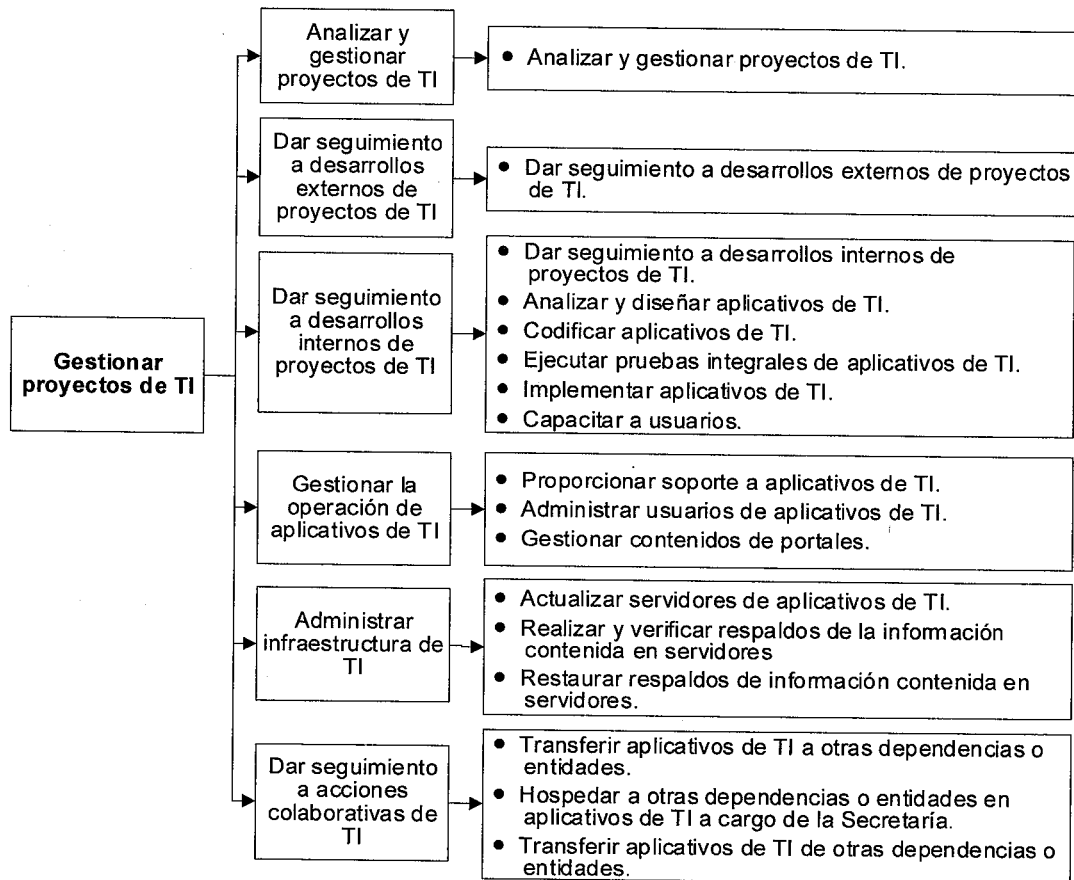 Analizar y
gestionar
proyectos de TI
• Analizar y gestionar proyectos de TI.
Dar seguimiento
a desarrollos
externos de
proyectos de TI
• Dar seguimiento a desarrollos externos de proyectos
de TI.
Gestionar
proyectos de TI
Dar seguimiento
a desarrollos
internos de
proyectos de TI
• Dar seguimiento a desarrollos internos de
proyectos de TI.
• Analizar y diseñar aplicativos de TI.
• Codificar aplicativos de TI.
• Ejecutar pruebas integrales de aplicativos de TI.
• Implementar aplicativos de TI.
• Capacitar a usuarios.
Gestionar la
operación de
aplicativos de TI
• Proporcionar soporte a aplicativos de TI.
• Administrar usuarios de aplicativos de TI.
• Gestionar contenidos de portales.
Administrar
infraestructura de
TI
• Actualizar servidores de aplicativos de TI.
• Realizar y verificar respaldos de la información
contenida en servidores
• Restaurar respaldos de información contenida en
servidores.
Dar seguimiento
a acciones
colaborativas de
TI
• Transferir aplicativos de TI a otras dependencias o
entidades.
• Hospedar a otras dependencias o entidades en
aplicativos de TI a cargo de la Secretaría.
• Transferir aplicativos de TI de otras dependencias o
entidades.